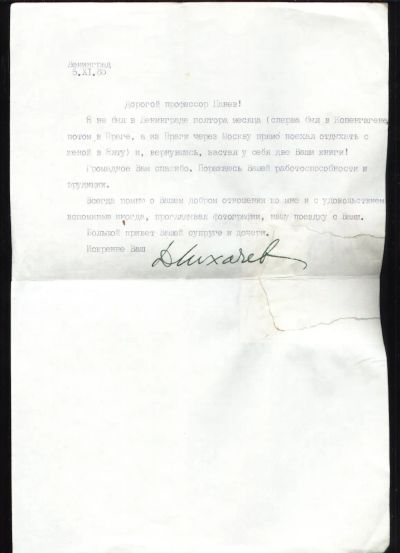 Ленинград
5.XI.80
Дорогой профессор Панев!
Я не был в Ленинграде полтора месяца (сперва был в Копенгагене,
потом в Праге, а из Праги через Москву прямо поехал отдыхать с
женой в Ялту) и, вернувшись, застал у себя две Ваши книги!
Громадное Вам спасибо. Поражаюсь Вашей работоспособности и
эрудиции.
Всегда помню о Вашем добром отношении ко мне и с удовольствием
вспоминаю иногда, проглядывая фотографии, нашу поездку с Вами.
Большой привет Вашей супруге и дочери.
Искренне Ваш
Д Лихачев